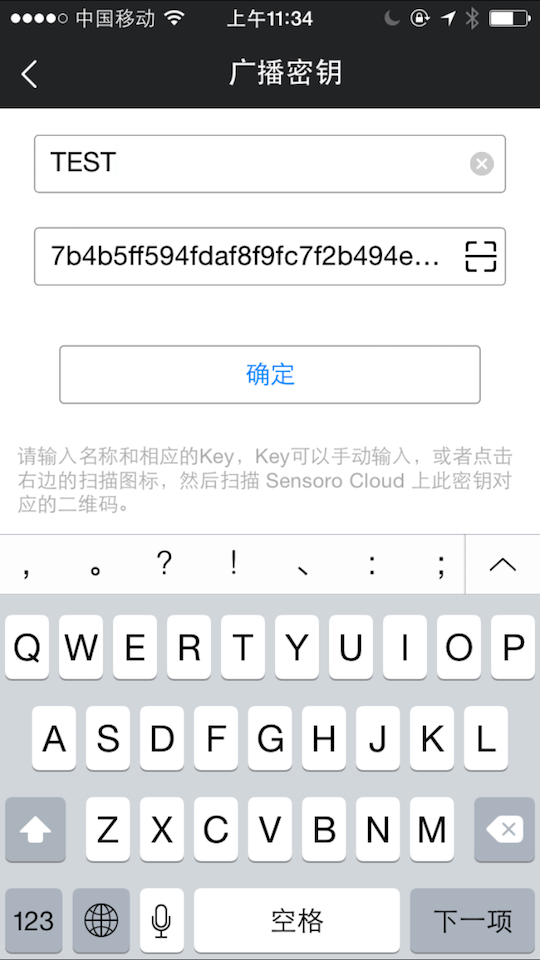 中国移动 上午11:34
广播密钥
TEST
7b4b5ff594fdaf8f9fc7f2b494e...
确定
请输入名称和相应的Key，Key可以手动输入，或者点击
右边的扫描图标，然后扫描 Sensoro Cloud 上此密钥对
应的二维码。
， 。 ？ ！ 、 ： ；
Q W E R T Y U I O P
A S D F G H J K L
Z X C V B N M
123 空格 下一项